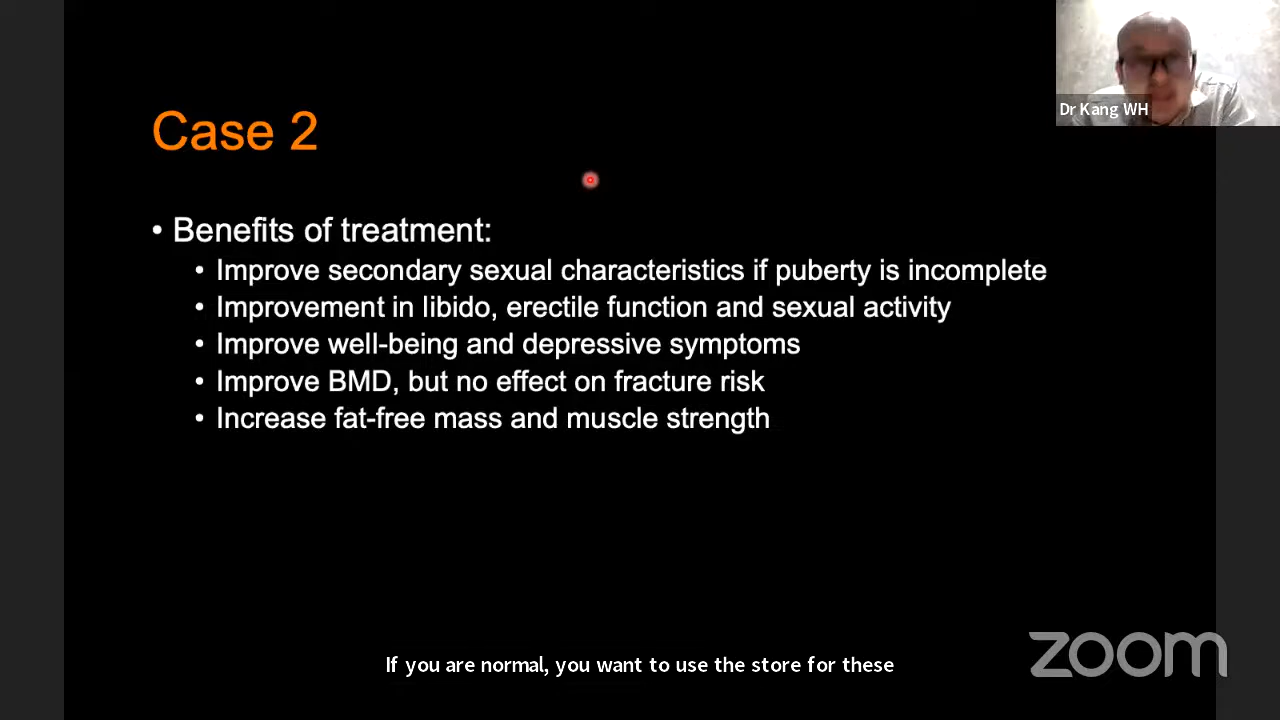 Dr Kang WH
Case 2
• Benefits of treatment:
• Improve secondary sexual characteristics if puberty is incomplete
• Improvement in libido, erectile function and sexual activity
• Improve well-being and depressive symptoms
• Improve BMD, but no effect on fracture risk
• Increase fat-free mass and muscle strength
If you are normal, you want to use the store for these
zoom